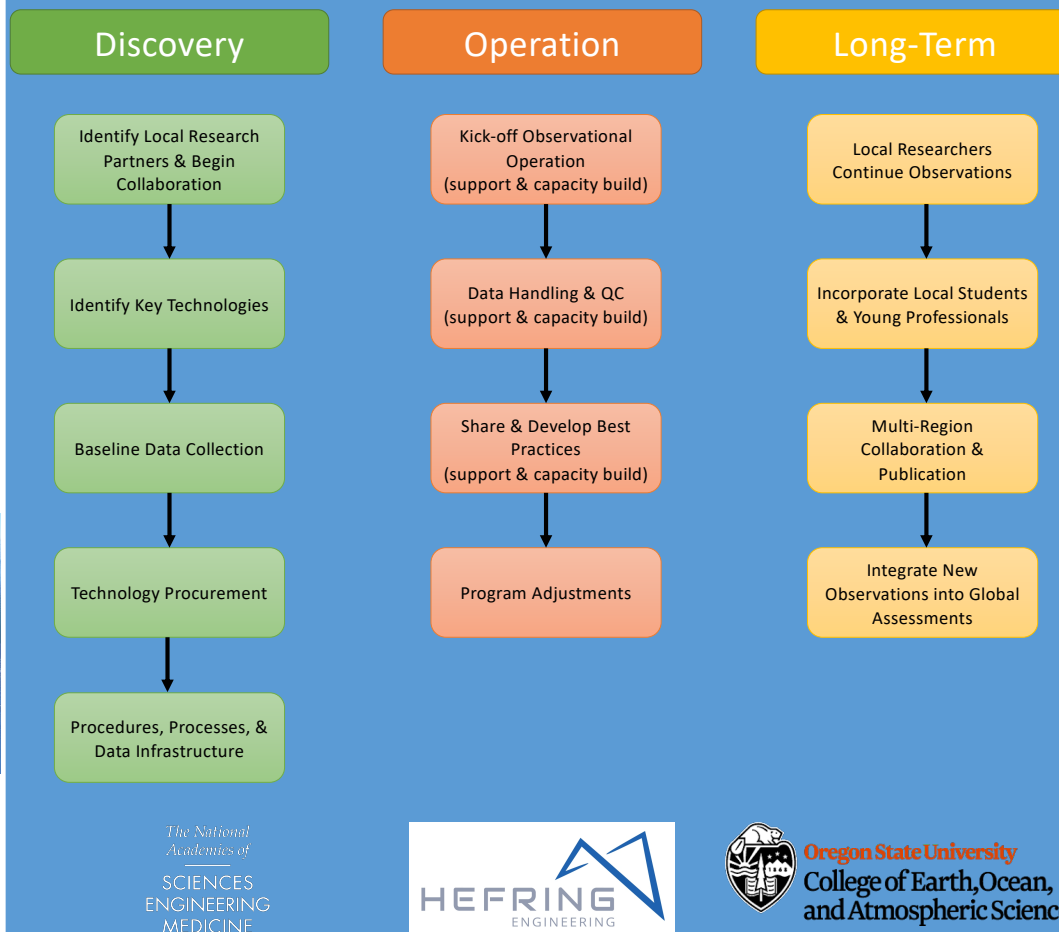 Discovery
Identify Local Research
Partners & Begin
Collaboration
Identify Key Technologies
Baseline Data Collection
Technology Procurement
Procedures, Processes, &
Data Infrastructure
Operation
Kick-off Observational
Operation
(support & capacity build)
Data Handling & QC
(support & capacity build)
Share & Develop Best
Practices
(support & capacity build)
Program Adjustments
Long-Term
Local Researchers
Continue Observations
Incorporate Local Students
& Young Professionals
Multi-Region
Collaboration &
Publication
Integrate New
Observations into Global
Assessments
The National
Academies of
SCIENCES
ENGINEERING
MEDICINE
HEFRING
ENGINEERING
Oregon State University
College of Earth, Ocean,
and Atmospheric Scienc